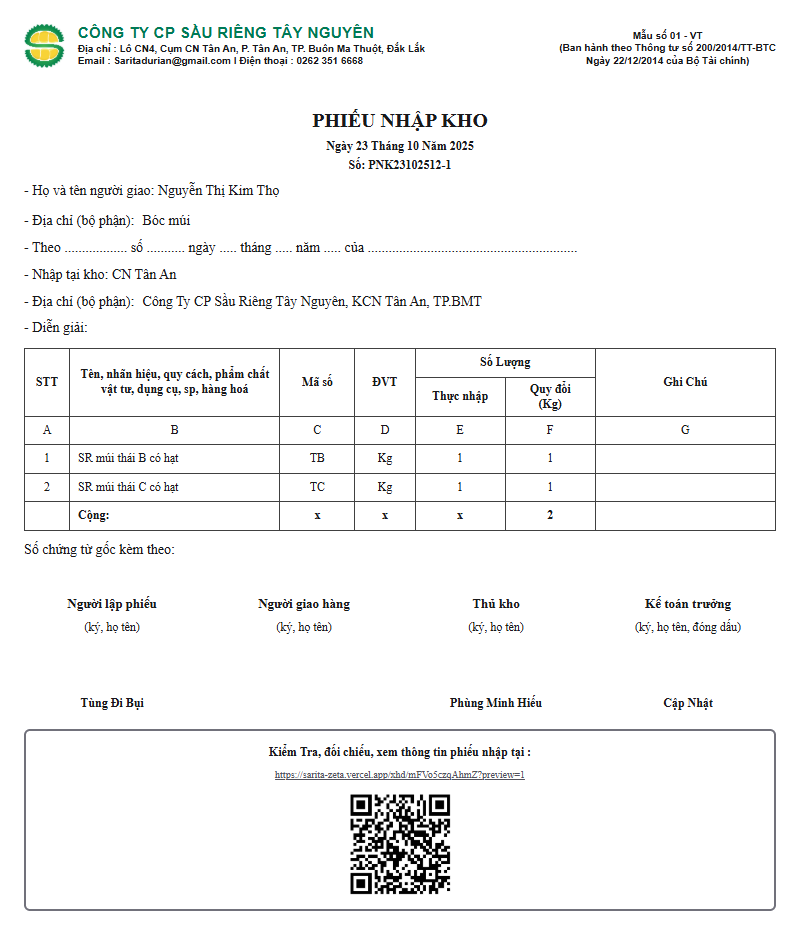 CÔNG TY CP SẦU RIÊNG TÂY NGUYÊN
Địa chỉ : Lô CN4, Cụm CN Tân An, P. Tân An, TP. Buôn Ma Thuột, Đắk Lắk
Email : Saritadurian@gmail.com I Điện thoại : 0262 351 6668
Mẫu số 01 - VT
(Ban hành theo Thông tư số 200/2014/TT-BTC
Ngày 22/12/2014 của Bộ Tài chính)
PHIẾU NHẬP KHO
Ngày 23 Tháng 10 Năm 2025
Số: PNK23102512-1
- Họ và tên người giao: Nguyễn Thị Kim Thọ
- Địa chỉ (bộ phận): Bóc múi
- Theo .................. số ........... ngày ..... tháng ..... năm ..... của ............................................................
- Nhập tại kho: CN Tân An
- Địa chỉ (bộ phận): Công Ty CP Sầu Riêng Tây Nguyên, KCN Tân An, TP.BMT
- Diễn giải:
STT Tên, nhãn hiệu, quy cách, phẩm chất vật tư, dụng cụ, sp, hàng hoá Mã số ĐVT Số Lượng Ghi Chú
Thực nhập Quy đổi (Kg)
A B C D E F G
1 SR múi thái B có hạt TB Kg 1 1
2 SR múi thái C có hạt TC Kg 1 1
Cộng: x x x 2
Số chứng từ gốc kèm theo:
Người lập phiếu Người giao hàng Thủ kho Kế toán trưởng
(ký, họ tên) (ký, họ tên) (ký, họ tên) (ký, họ tên, đóng dấu)
Tùng Đi Bụi Phùng Minh Hiếu Cập Nhật
Kiểm Tra, đối chiếu, xem thông tin phiếu nhập tại :
https://sarita-zeta.vercel.app/xhd/mFVo5czqAhmZ?preview=1